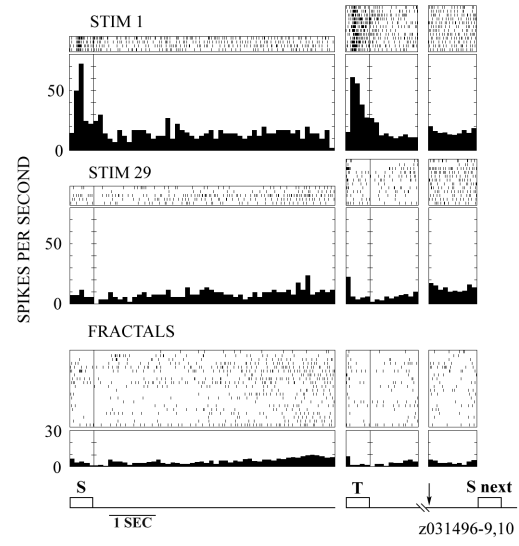 STIM 1
50
0
STIM 29
50
0
SPIKES PER SECOND
FRACTALS
30
0
S
T
S next
1 SEC
z031496-9,10